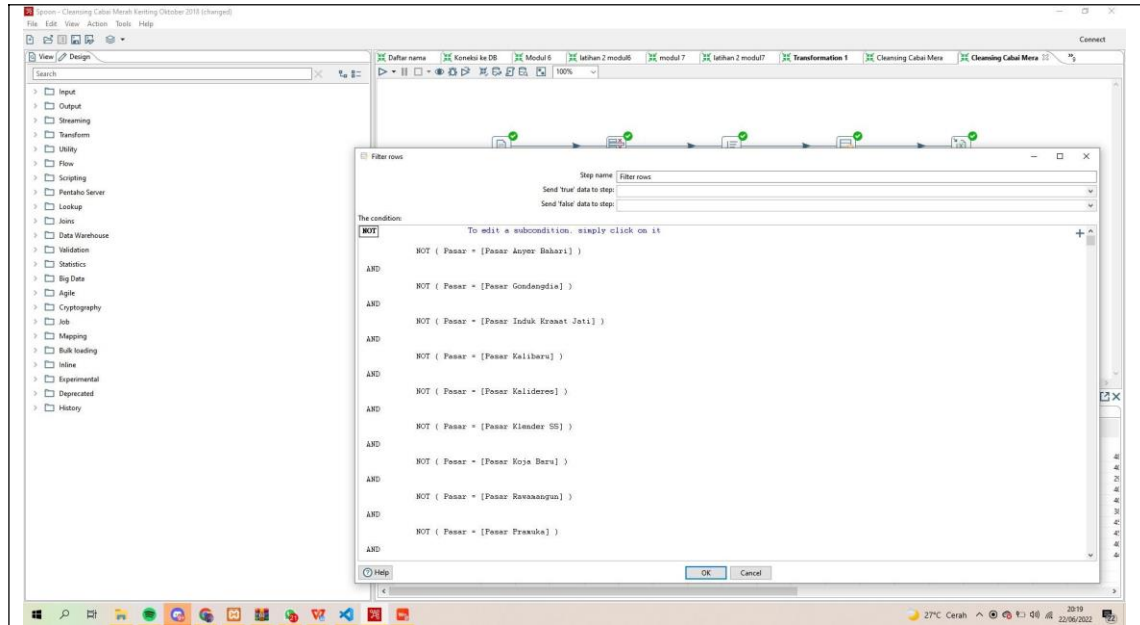 Spoon - Cleansing Cabai Merah Keriting Oktober 2018 (changed)
File Edit View Action Tools Help
Connect
View Design
Daftar nama Koneksi ke DB Modul 6 latihan 2 modul6 modul 7 latihan 2 modul7 Transformation 1 Cleansing Cabai Mera Cleansing Cabai Mera
Search
100%
Input
Output
Streaming
Transform
Utility
Flow
Scripting
Pentaho Server
Lookup
Joins
Data Warehouse
Validation
Statistics
Big Data
Agile
Cryptography
Job
Mapping
Bulk loading
Inline
Experimental
Deprecated
History
Filter rows
Step name Filter rows
Send 'true' data to step:
Send 'false' data to step:
The condition:
NOT To edit a subcondition, simply click on it
NOT ( Pasar = [Pasar Anyer Bahari] )
AND
NOT ( Pasar = [Pasar Gondangdia] )
AND
NOT ( Pasar = [Pasar Induk Kramat Jati] )
AND
NOT ( Pasar = [Pasar Kalibaru] )
AND
NOT ( Pasar = [Pasar Kalideres] )
AND
NOT ( Pasar = [Pasar Klender SS] )
AND
NOT ( Pasar = [Pasar Koja Baru] )
AND
NOT ( Pasar = [Pasar Rawamangun] )
AND
NOT ( Pasar = [Pasar Pramuka] )
AND
Help OK Cancel
27°C Cerah 20:19
22/06/2022